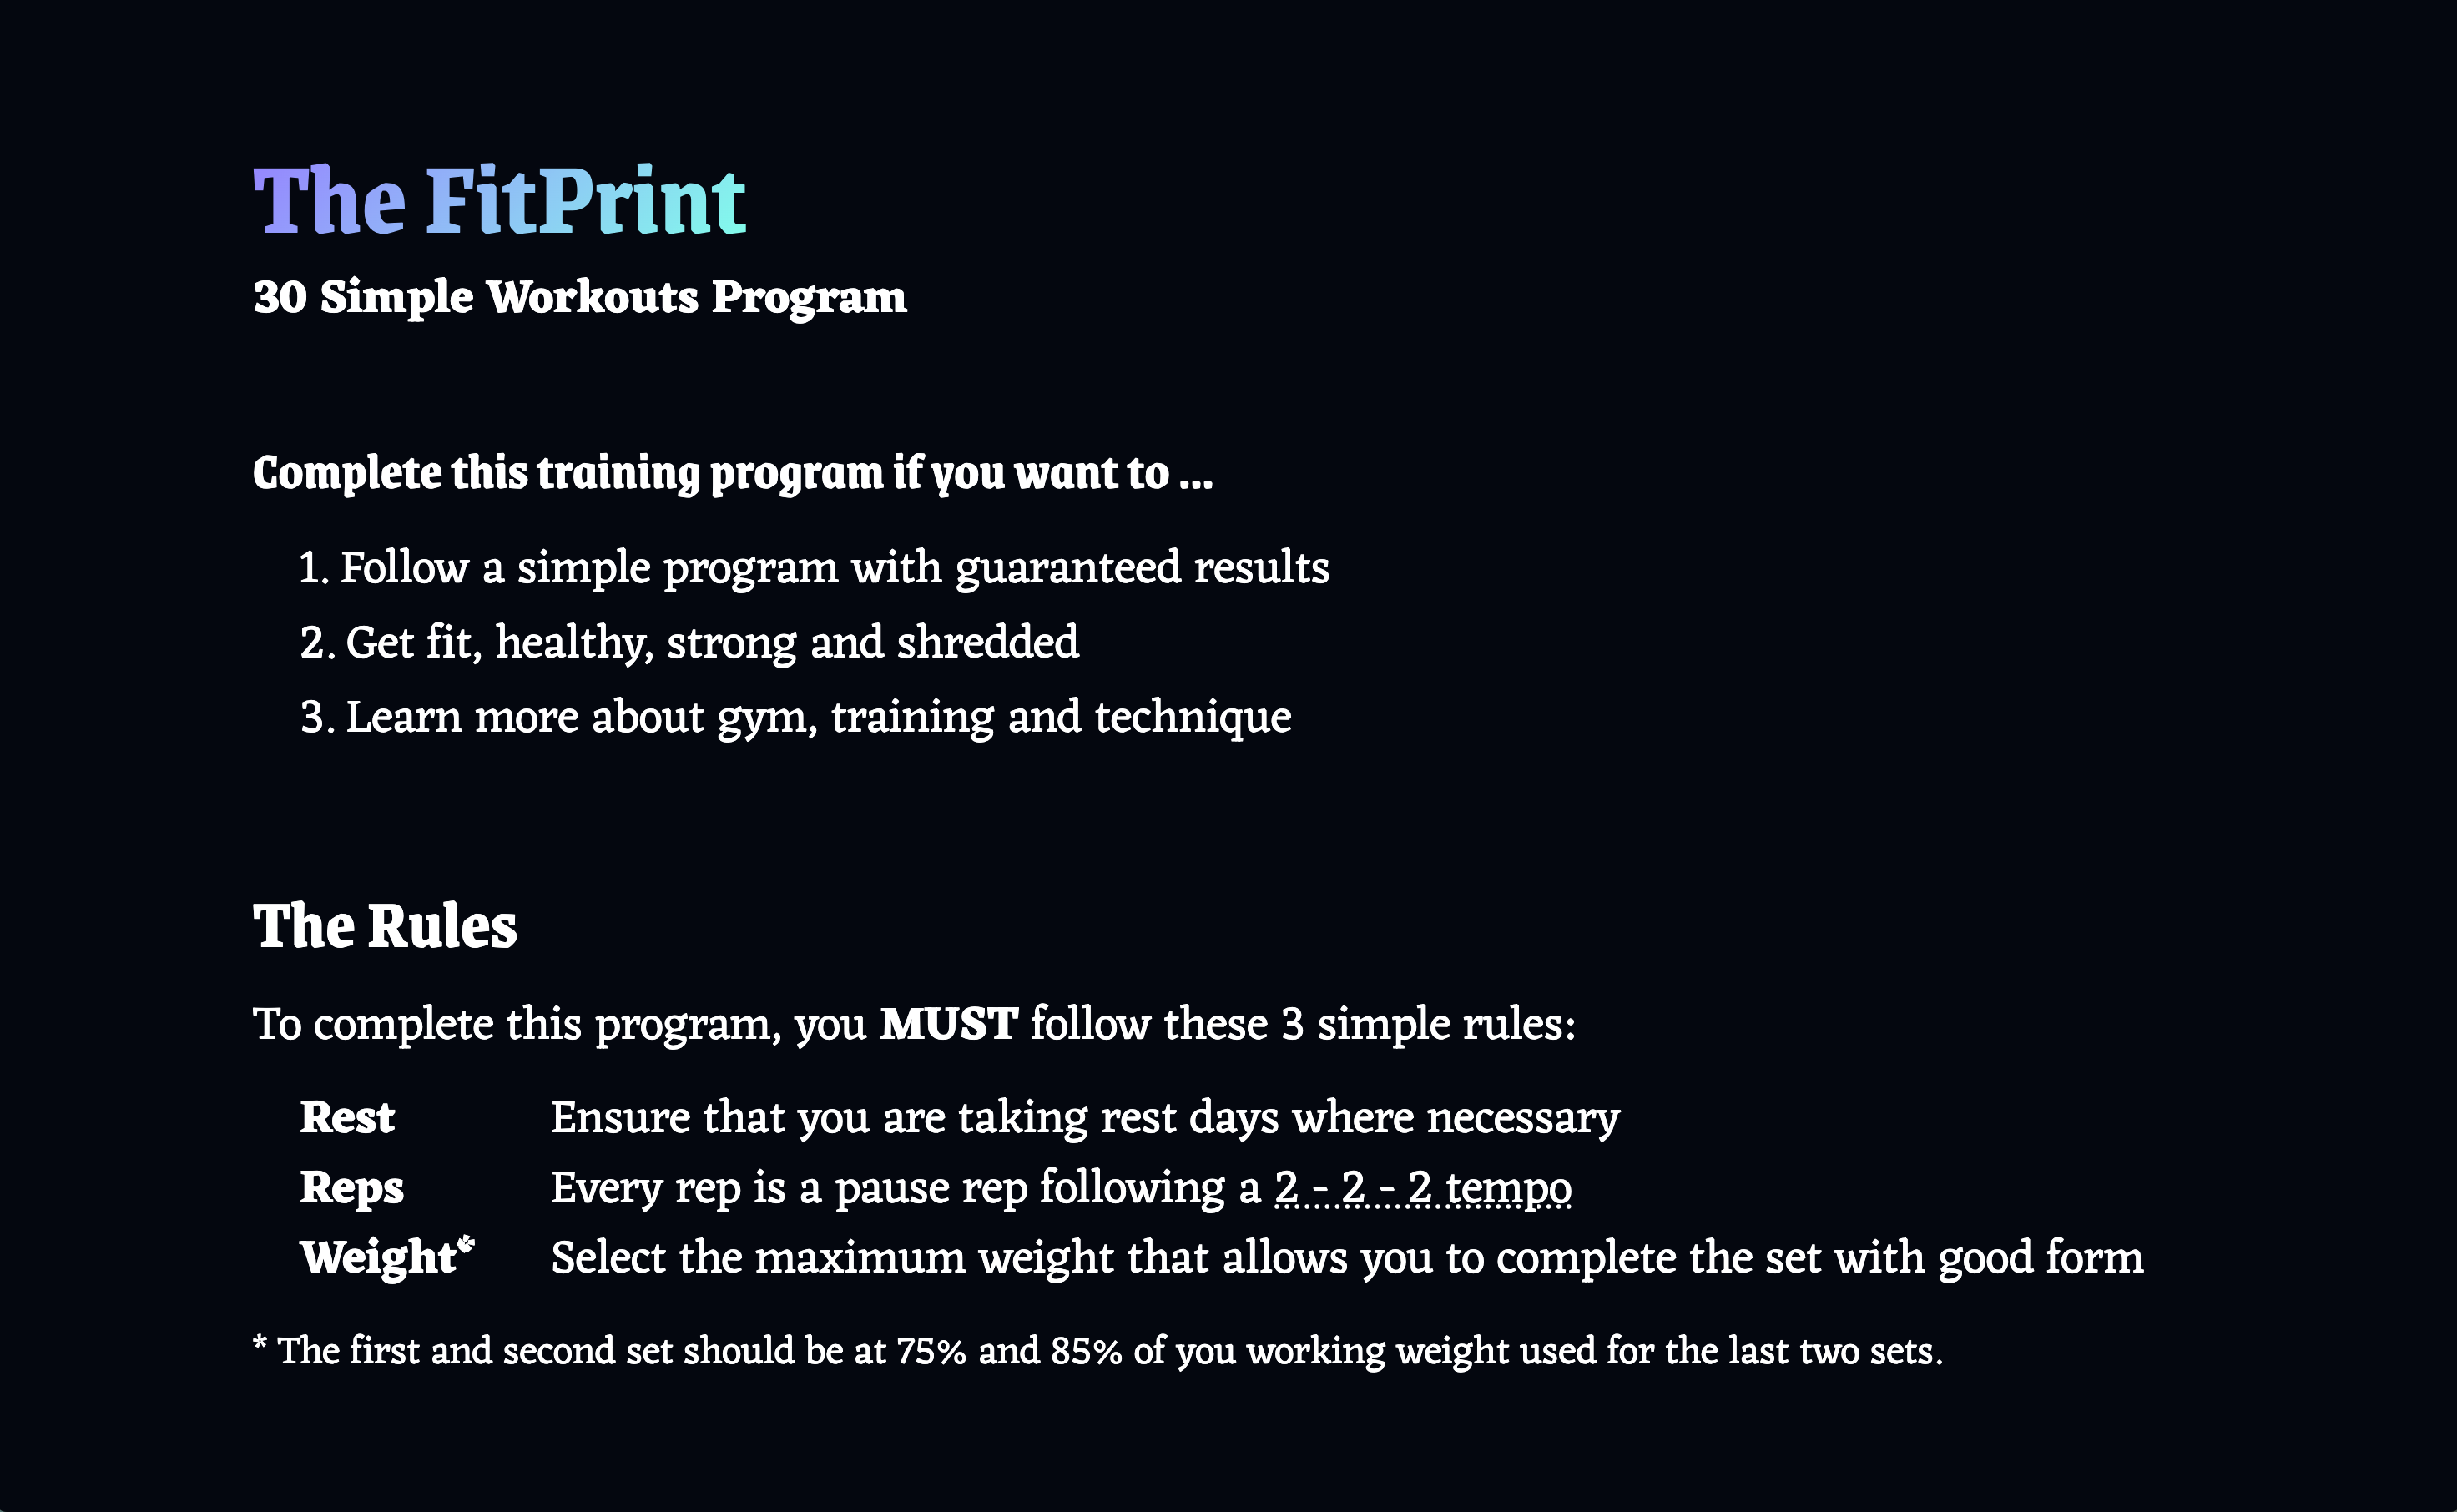 The FitPrint
30 Simple Workouts Program
Complete this training program if you want to ...
1. Follow a simple program with guaranteed results
2. Get fit, healthy, strong and shredded
3. Learn more about gym, training and technique
The Rules
To complete this program, you MUST follow these 3 simple rules:
Rest Ensure that you are taking rest days where necessary
Reps Every rep is a pause rep following a 2 - 2 - 2 tempo
Weight* Select the maximum weight that allows you to complete the set with good form
* The first and second set should be at 75% and 85% of you working weight used for the last two sets.